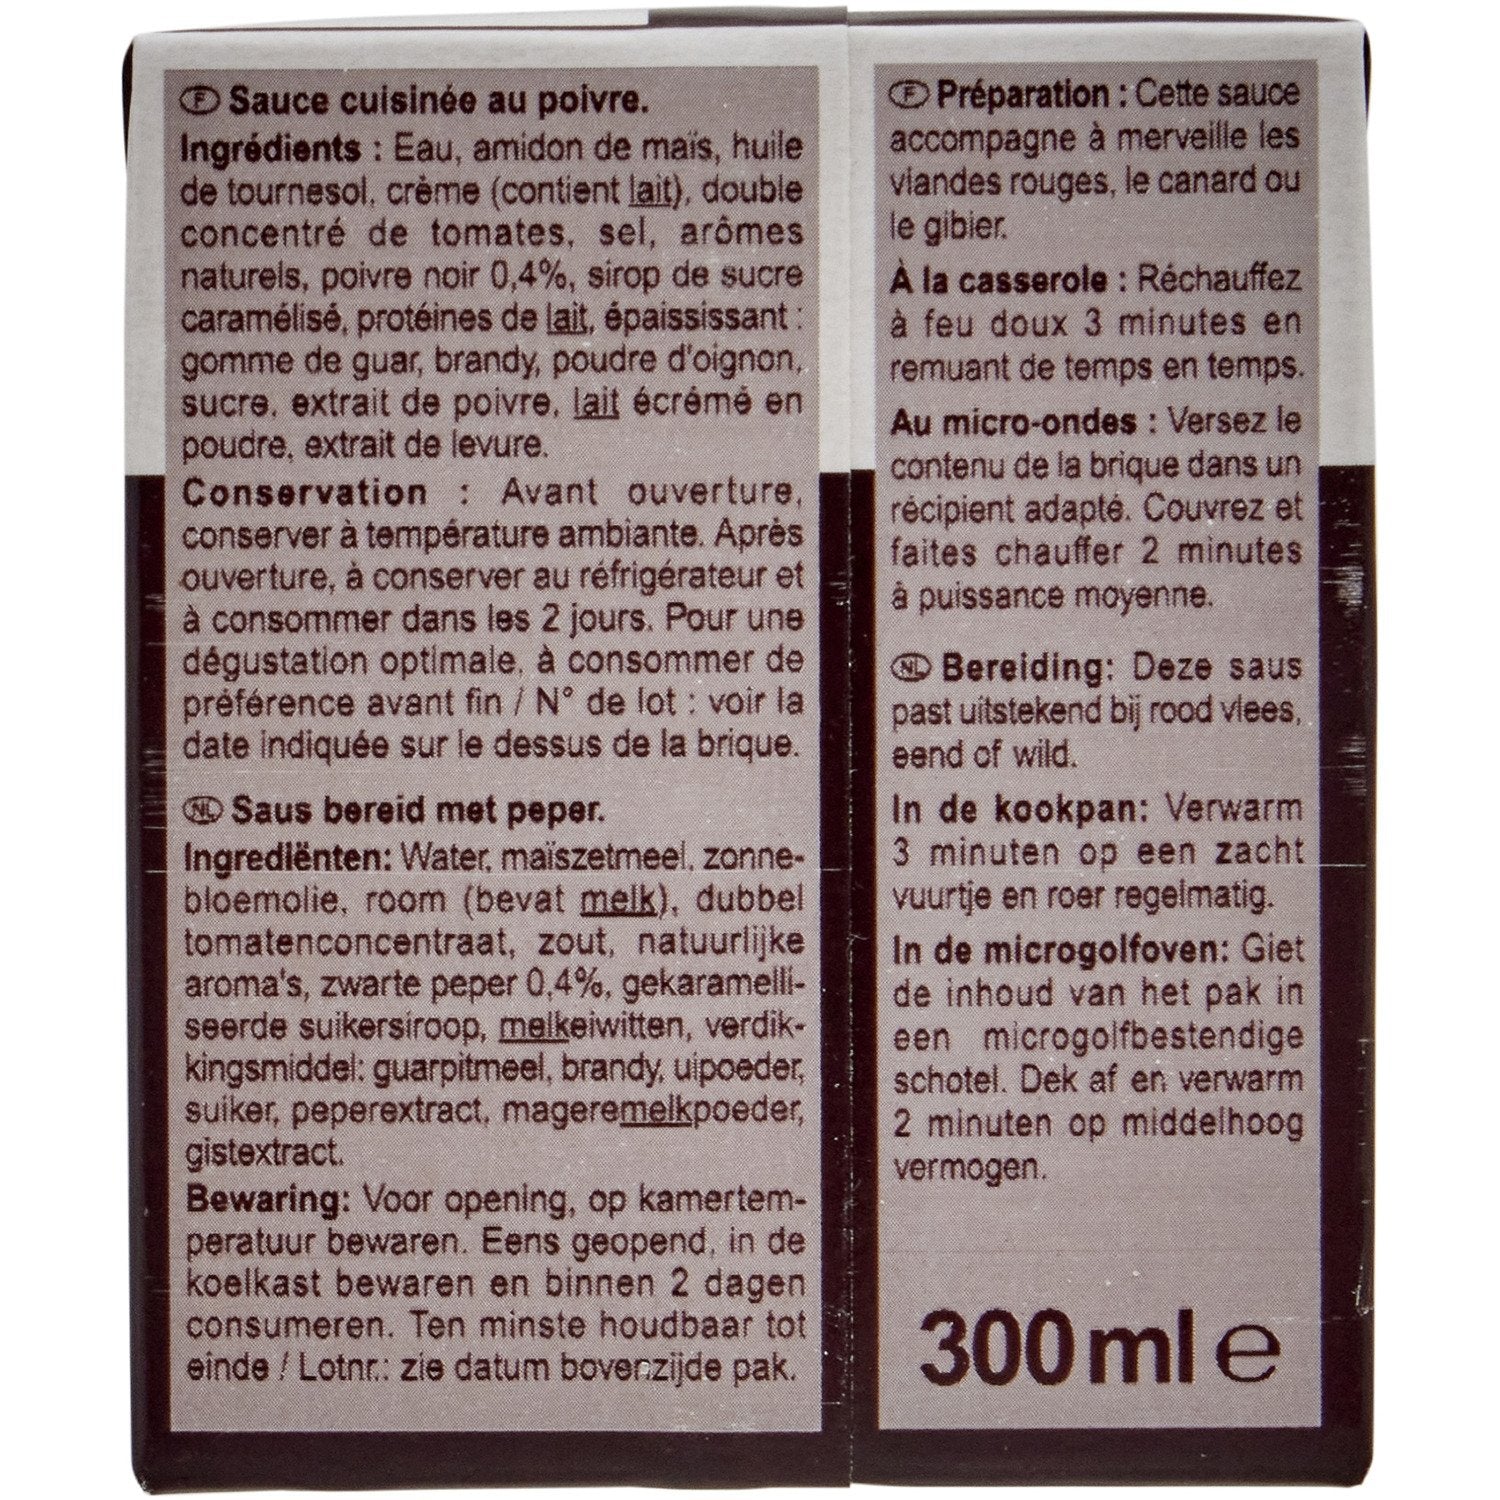 F Sauce cuisinée au poivre.
Ingrédients : Eau, amidon de maïs, huile
de tournesol, crème (contient lait), double
concentré de tomates, sel, arômes
naturels, poivre noir 0,4%, sirop de sucre
caramélisé, protéines de lait, épaississant :
gomme de guar, brandy, poudre d'oignon,
sucre, extrait de poivre, lait écrémé en
poudre, extrait de levure.
Conservation : Avant ouverture,
conserver à température ambiante. Après
ouverture, à conserver au réfrigérateur et
à consommer dans les 2 jours. Pour une
dégustation optimale, à consommer de
préférence avant fin / N° de lot : voir la
date indiquée sur le dessus de la brique.
NL Saus bereid met peper.
Ingrediënten: Water, maïszetmeel, zonne-
bloemolie, room (bevat melk), dubbel
tomatenconcentraat, zout, natuurlijke
aroma's, zwarte peper 0,4%, gekaramelli-
seerde suikersiroop, melkeiwitten, verdik-
kingsmiddel: guarpitmeel, brandy, uipoeder,
suiker, peperextract, mageremelkpoeder,
gistextract.
Bewaring: Voor opening, op kamertem-
peratuur bewaren. Eens geopend, in de
koelkast bewaren en binnen 2 dagen
consumeren. Ten minste houdbaar tot
einde / Lotnr.: zie datum bovenzijde pak.
F Préparation : Cette sauce
accompagne à merveille les
viandes rouges, le canard ou
le gibier.
À la casserole : Réchauffez
à feu doux 3 minutes en
remuant de temps en temps.
Au micro-ondes : Versez le
contenu de la brique dans un
récipient adapté. Couvrez et
faites chauffer 2 minutes
à puissance moyenne.
NL Bereiding: Deze saus
past uitstekend bij rood vlees,
eend of wild.
In de kookpan: Verwarm
3 minuten op een zacht
vuurtje en roer regelmatig.
In de microgolfoven: Giet
de inhoud van het pak in
een microgolfbestendige
schotel. Dek af en verwarm
2 minuten op middelhoog
vermogen.
300 ml e